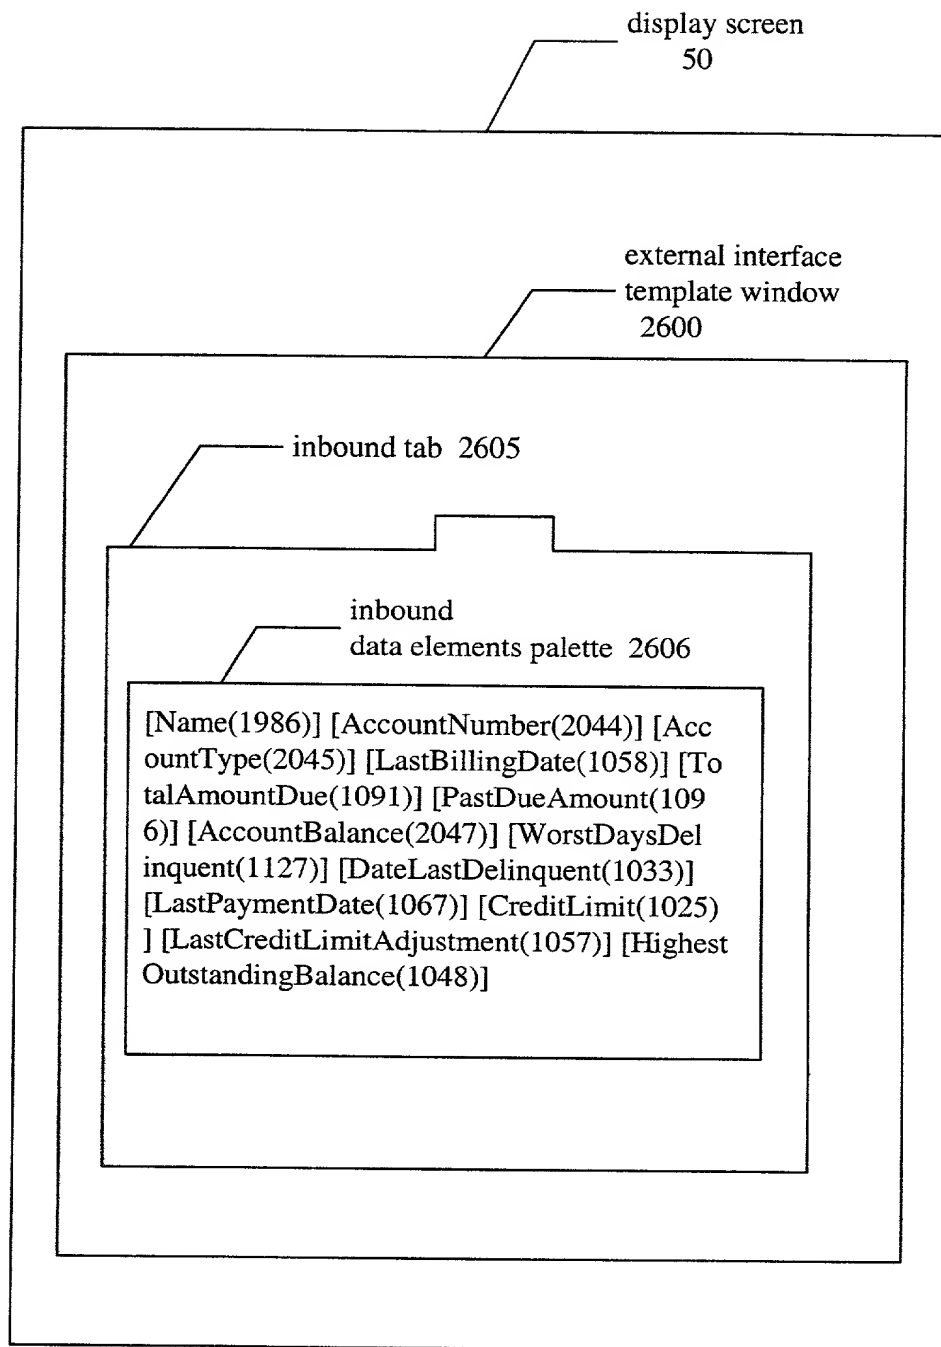 display screen
50
external interface
template window
2600
inbound tab 2605
inbound
data elements palette 2606
[Name(1986)] [AccountNumber(2044)] [Acc
ountType(2045)] [LastBillingDate(1058)] [To
talAmountDue(1091)] [PastDueAmount(109
6)] [AccountBalance(2047)] [WorstDaysDel
inquent(1127)] [DateLastDelinquent(1033)]
[LastPaymentDate(1067)] [CreditLimit(1025)
] [LastCreditLimitAdjustment(1057)] [Highest
OutstandingBalance(1048)]